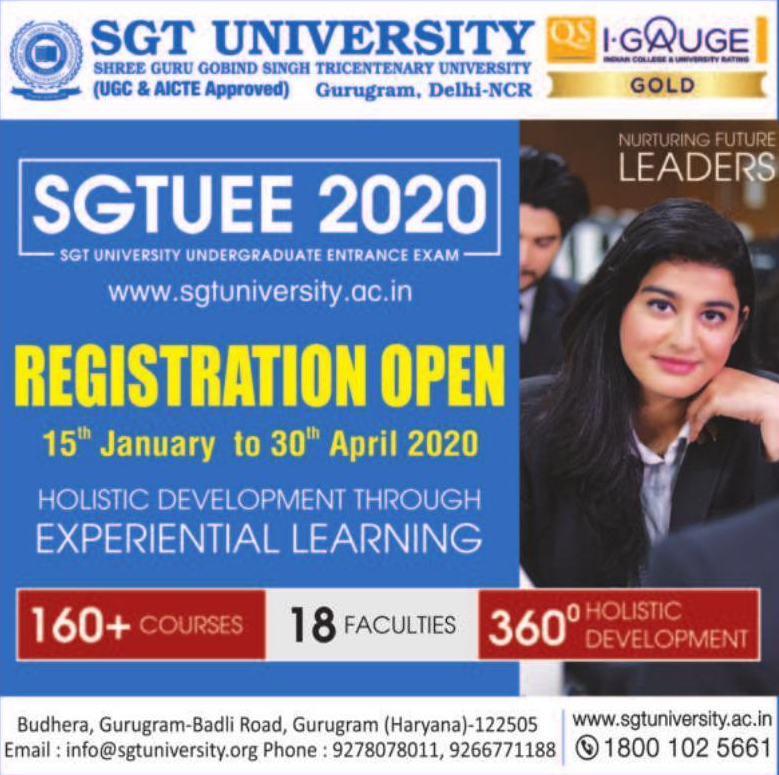 SGT UNIVERSITY
SHREE GURU GOBIND SINGH TRICENTENARY UNIVERSITY
(UGC & AICTE Approved) Gurugram, Delhi-NCR
QS I·GAUGE
INDIAN COLLEGE & UNIVERSITY RATING
GOLD
NURTURING FUTURE
LEADERS
SGTUEE 2020
SGT UNIVERSITY UNDERGRADUATE ENTRANCE EXAM
www.sgtuniversity.ac.in
REGISTRATION OPEN
15th January to 30th April 2020
HOLISTIC DEVELOPMENT THROUGH
EXPERIENTIAL LEARNING
160+ COURSES
18 FACULTIES
360⁰ HOLISTIC
DEVELOPMENT
Budhera, Gurugram-Badli Road, Gurugram (Haryana)-122505
Email : info@sgtuniversity.org Phone : 9278078011, 9266771188
www.sgtuniversity.ac.in
1800 102 5661